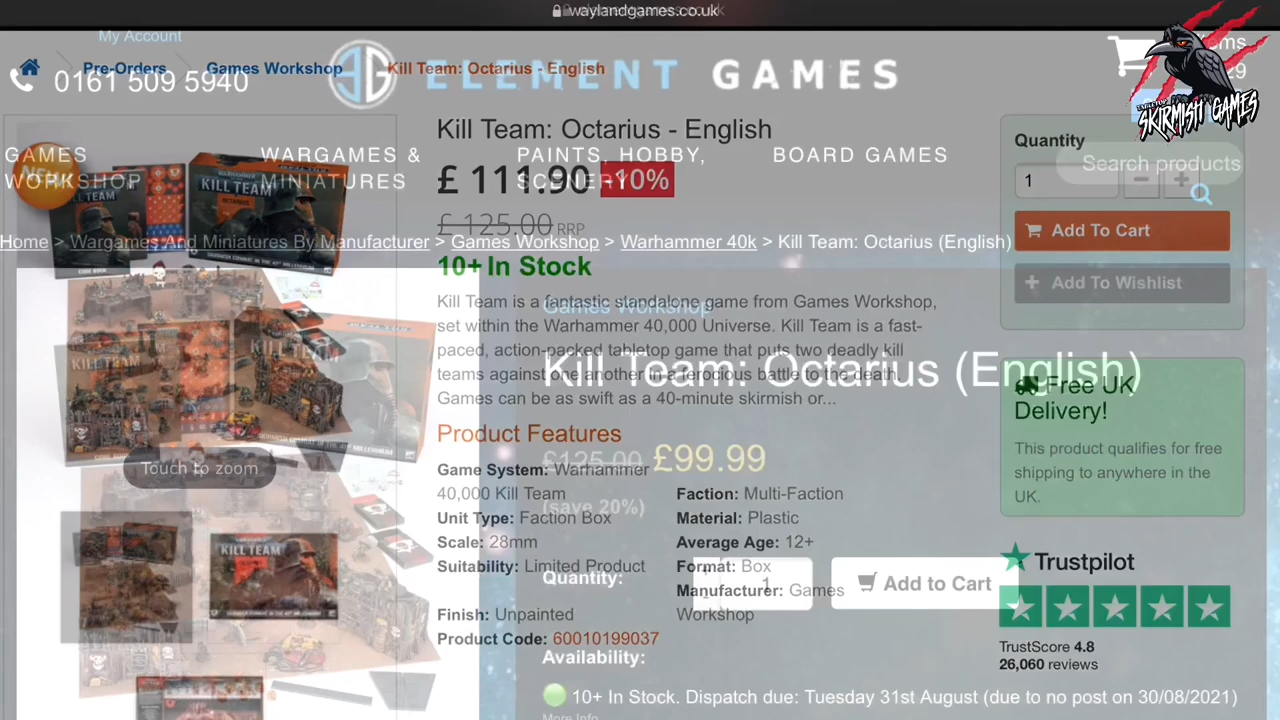 waylandgames.co.uk
My Account
Pre-Orders
Games Workshop
Kill Team: Octarius - English
0161 509 5940
ELEMENT GAMES
TABLETOP
SKIRMISH GAMES
Kill Team: Octarius - English
GAMES WORKSHOP
WARGAMES & MINIATURES
PAINTS, HOBBY, SCENERY
BOARD GAMES
Quantity
Search products
1
£ 111.90 -10%
£ 125.00 RRP
Add To Cart
Home > Wargames And Miniatures By Manufacturer > Games Workshop > Warhammer 40k > Kill Team: Octarius (English)
10+ In Stock
Add To Wishlist
Kill Team is a fantastic standalone game from Games Workshop,
set within the Warhammer 40,000 Universe. Kill Team is a fast-
paced, action-packed tabletop game that puts two deadly kill
teams against one another in a ferocious battle to the death.
Games can be as swift as a 40-minute skirmish or...
Games Workshop
Kill Team: Octarius (English)
Free UK
Delivery!
This product qualifies for free
shipping to anywhere in the
UK.
Product Features
£125.00 £99.99
(save 20%)
Game System: Warhammer
40,000 Kill Team
Unit Type: Faction Box
Scale: 28mm
Suitability: Limited Product
Finish: Unpainted
Product Code: 60010199037
Faction: Multi-Faction
Material: Plastic
Average Age: 12+
Format: Box
Manufacturer: Games
Workshop
Touch to zoom
KILL TEAM
Quantity:
1
Add to Cart
Trustpilot
TrustScore 4.8
26,060 reviews
Availability:
10+ In Stock. Dispatch due: Tuesday 31st August (due to no post on 30/08/2021)
More Info